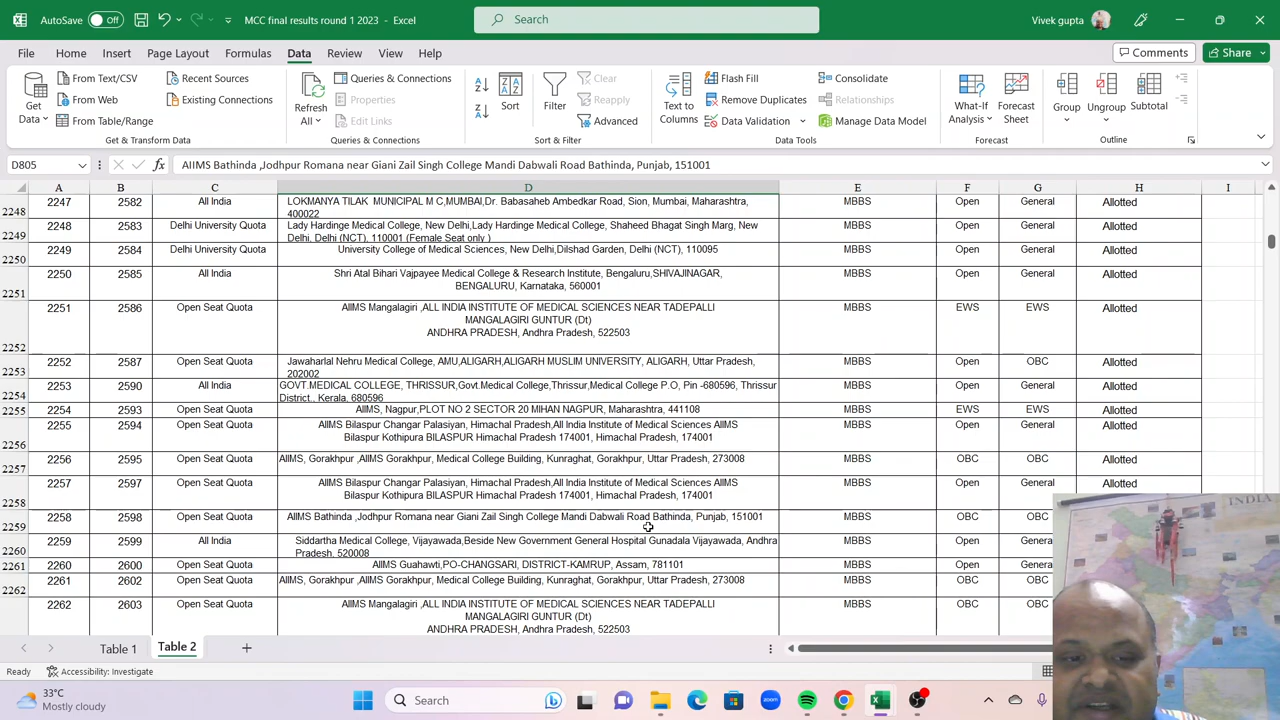 AutoSave Off MCC final results round 1 2023 - Excel Search Vivek gupta
File Home Insert Page Layout Formulas Data Review View Help Comments Share
Get Data From Text/CSV Recent Sources
From Web Existing Connections
From Table/Range
Get & Transform Data
Refresh All Queries & Connections
Properties
Edit Links
Queries & Connections
Sort Filter Clear
Reapply
Advanced
Sort & Filter
Text to Columns Flash Fill Consolidate
Remove Duplicates Relationships
Data Validation Manage Data Model
Data Tools
What-If Analysis Forecast Sheet
Forecast
Group Ungroup Subtotal
Outline
D805 fx AIIMS Bathinda ,Jodhpur Romana near Giani Zail Singh College Mandi Dabwali Road Bathinda, Punjab, 151001
A B C D E F G H I
2248 2247 2582 All India LOKMANYA TILAK MUNICIPAL M C,MUMBAI,Dr. Babasaheb Ambedkar Road, Sion, Mumbai, Maharashtra, MBBS Open General Allotted
400022
2249 2248 2583 Delhi University Quota Lady Hardinge Medical College, New Delhi,Lady Hardinge Medical College, Shaheed Bhagat Singh Marg, New MBBS Open General Allotted
Delhi, Delhi (NCT), 110001 (Female Seat only )
2250 2249 2584 Delhi University Quota University College of Medical Sciences, New Delhi,Dilshad Garden, Delhi (NCT), 110095 MBBS Open General Allotted
2251 2250 2585 All India Shri Atal Bihari Vajpayee Medical College & Research Institute, Bengaluru,SHIVAJINAGAR, MBBS Open General Allotted
BENGALURU, Karnataka, 560001
2252 2251 2586 Open Seat Quota AIIMS Mangalagiri ,ALL INDIA INSTITUTE OF MEDICAL SCIENCES NEAR TADEPALLI MBBS EWS EWS Allotted
MANGALAGIRI GUNTUR (Dt)
ANDHRA PRADESH, Andhra Pradesh, 522503
2253 2252 2587 Open Seat Quota Jawaharlal Nehru Medical College, AMU,ALIGARH,ALIGARH MUSLIM UNIVERSITY, ALIGARH, Uttar Pradesh, MBBS Open OBC Allotted
202002
2254 2253 2590 All India GOVT.MEDICAL COLLEGE, THRISSUR,Govt.Medical College,Thrissur,Medical College P.O, Pin -680596, Thrissur MBBS Open General Allotted
District., Kerala, 680596
2255 2254 2593 Open Seat Quota AIIMS, Nagpur,PLOT NO 2 SECTOR 20 MIHAN NAGPUR, Maharashtra, 441108 MBBS EWS EWS Allotted
2256 2255 2594 Open Seat Quota AIIMS Bilaspur Changar Palasiyan, Himachal Pradesh,All India Institute of Medical Sciences AIIMS MBBS Open General Allotted
Bilaspur Kothipura BILASPUR Himachal Pradesh 174001, Himachal Pradesh, 174001
2257 2256 2595 Open Seat Quota AIIMS, Gorakhpur ,AIIMS Gorakhpur, Medical College Building, Kunraghat, Gorakhpur, Uttar Pradesh, 273008 MBBS OBC OBC Allotted
2258 2257 2597 Open Seat Quota AIIMS Bilaspur Changar Palasiyan, Himachal Pradesh,All India Institute of Medical Sciences AIIMS MBBS Open General Allotted
Bilaspur Kothipura BILASPUR Himachal Pradesh 174001, Himachal Pradesh, 174001
2259 2258 2598 Open Seat Quota AIIMS Bathinda ,Jodhpur Romana near Giani Zail Singh College Mandi Dabwali Road Bathinda, Punjab, 151001 MBBS OBC OBC
2260 2259 2599 All India Siddartha Medical College, Vijayawada,Beside New Government General Hospital Gunadala Vijayawada, Andhra MBBS Open General
Pradesh, 520008
2261 2260 2600 Open Seat Quota AIIMS Guahawti,PO-CHANGSARI, DISTRICT-KAMRUP, Assam, 781101 MBBS Open
2262 2261 2602 Open Seat Quota AIIMS, Gorakhpur ,AIIMS Gorakhpur, Medical College Building, Kunraghat, Gorakhpur, Uttar Pradesh, 273008 MBBS OBC OBC
2262 2603 Open Seat Quota AIIMS Mangalagiri ,ALL INDIA INSTITUTE OF MEDICAL SCIENCES NEAR TADEPALLI MBBS OBC OBC
MANGALAGIRI GUNTUR (Dt)
ANDHRA PRADESH, Andhra Pradesh, 522503
INDIA
Table 1 Table 2
Ready Accessibility: Investigate
33°C
Mostly cloudy
Search
zoom